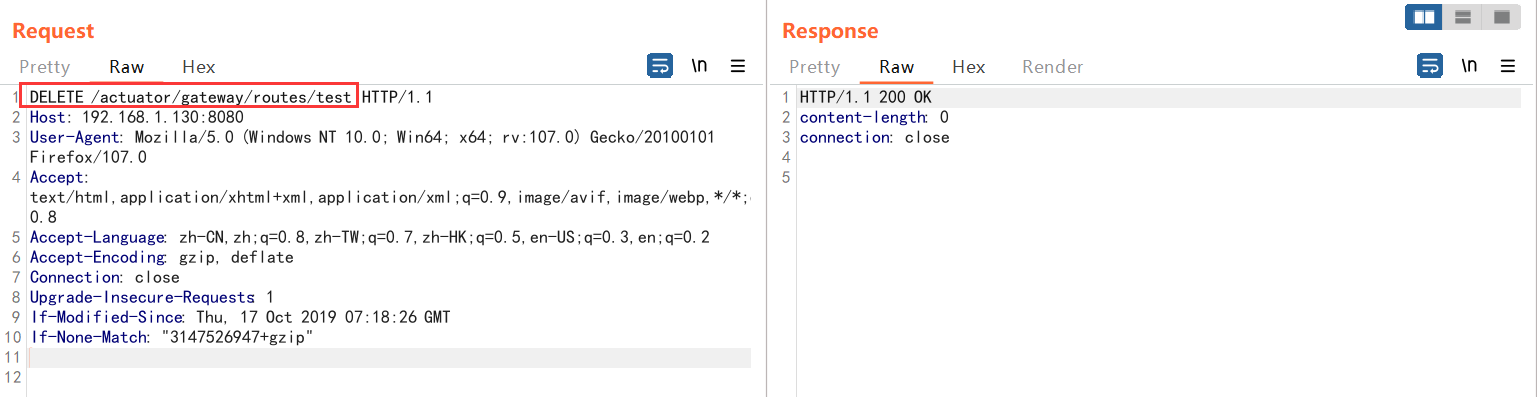 Request
Pretty Raw Hex \n
1 DELETE /actuator/gateway/routes/test HTTP/1.1
2 Host: 192.168.1.130:8080
3 User-Agent: Mozilla/5.0 (Windows NT 10.0; Win64; x64; rv:107.0) Gecko/20100101
Firefox/107.0
4 Accept:
text/html,application/xhtml+xml,application/xml;q=0.9,image/avif,image/webp,*/*;
0.8
5 Accept-Language: zh-CN,zh;q=0.8,zh-TW;q=0.7,zh-HK;q=0.5,en-US;q=0.3,en;q=0.2
6 Accept-Encoding: gzip, deflate
7 Connection: close
8 Upgrade-Insecure-Requests: 1
9 If-Modified-Since: Thu, 17 Oct 2019 07:18:26 GMT
10 If-None-Match: "3147526947+gzip"
11
12
Response
Pretty Raw Hex Render \n
1 HTTP/1.1 200 OK
2 content-length: 0
3 connection: close
4
5